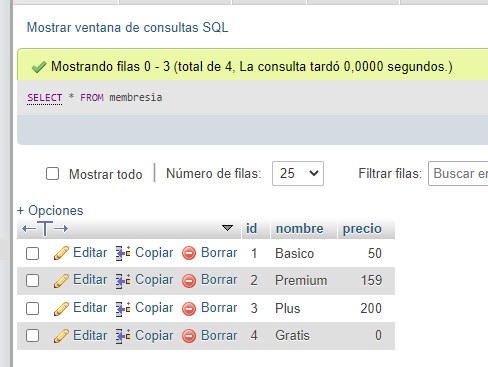 Mostrar ventana de consultas SQL
Mostrando filas 0 - 3 (total de 4, La consulta tardó 0,0000 segundos.)
SELECT * FROM membresia
Mostrar todo Número de filas: 25 Filtrar filas: Buscar
+ Opciones
id nombre precio
Editar Copiar Borrar 1 Basico 50
Editar Copiar Borrar 2 Premium 159
Editar Copiar Borrar 3 Plus 200
Editar Copiar Borrar 4 Gratis 0